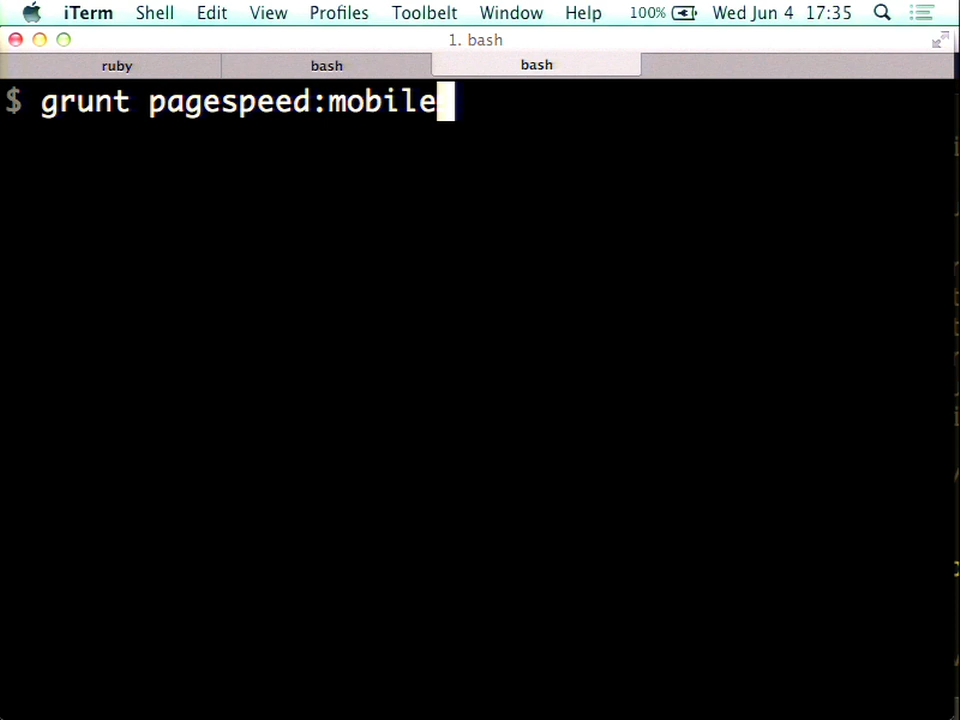 iTerm Shell Edit View Profiles Toolbelt Window Help 100% Wed Jun 4 17:35
1. bash
ruby bash bash
$ grunt pagespeed:mobile